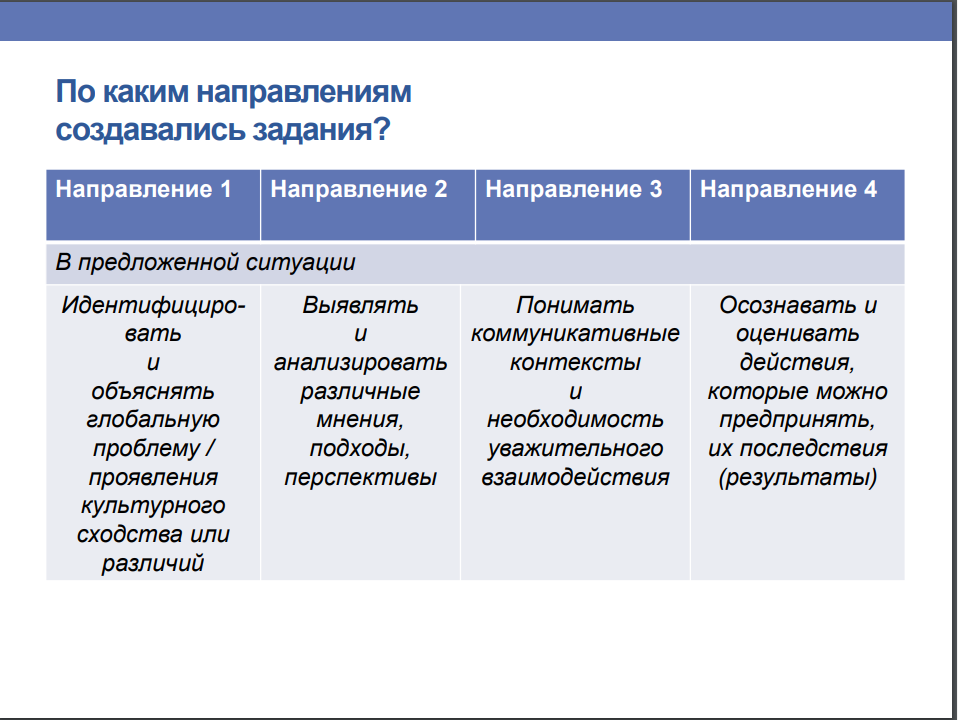 По каким направлениям
создавались задания?
Направление 1
Направление 2
Направление 3
Направление 4
В предложенной ситуации
Идентифициро-
вать
и
объяснять
глобальную
проблему /
проявления
культурного
сходства или
различий
Выявлять
и
анализировать
различные
мнения,
подходы,
перспективы
Понимать
коммуникативные
контексты
и
необходимость
уважительного
взаимодействия
Осознавать и
оценивать
действия,
которые можно
предпринять,
их последствия
(результаты)